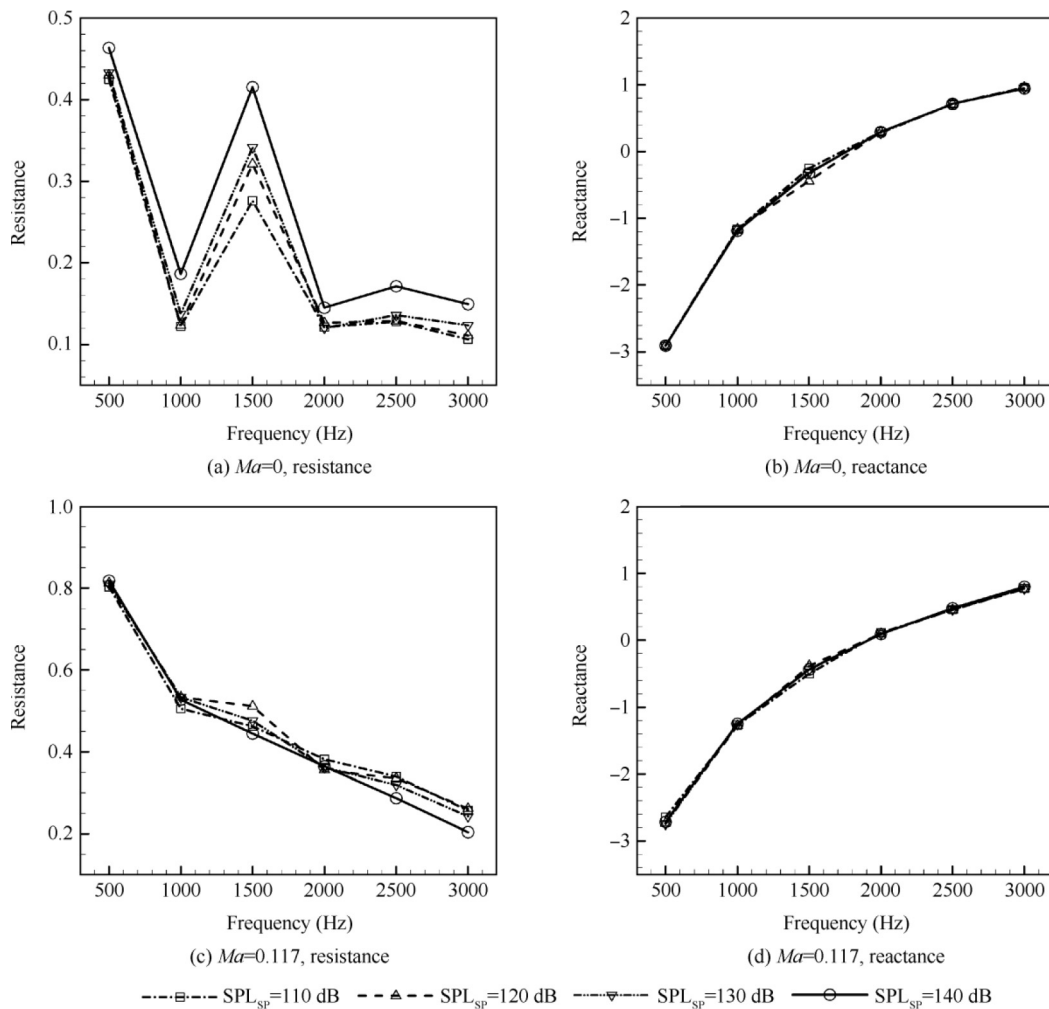 0.5
0.4
0.3
0.2
0.1
Resistance
500 1000 1500 2000 2500 3000
Frequency (Hz)
(a) Ma=0, resistance
2
1
0
−1
−2
−3
Reactance
500 1000 1500 2000 2500 3000
Frequency (Hz)
(b) Ma=0, reactance
1.0
0.8
0.6
0.4
0.2
Resistance
500 1000 1500 2000 2500 3000
Frequency (Hz)
(c) Ma=0.117, resistance
2
1
0
−1
−2
−3
Reactance
500 1000 1500 2000 2500 3000
Frequency (Hz)
(d) Ma=0.117, reactance
SPL_SP=110 dB SPL_SP=120 dB SPL_SP=130 dB SPL_SP=140 dB